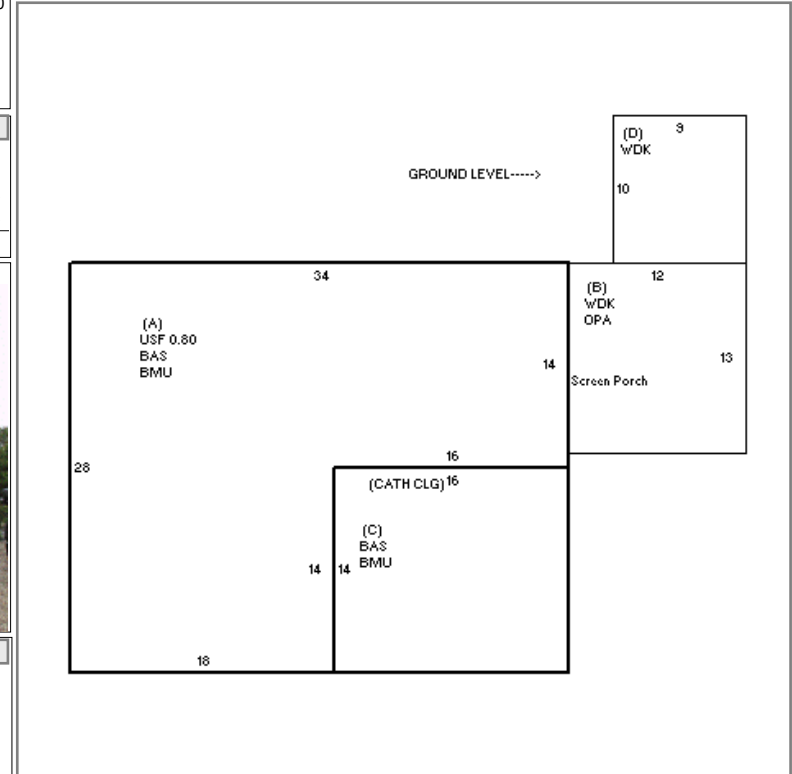 (D)
WDK
9
10
GROUND LEVEL----->
34
12
(B)
WDK
OPA
(A)
USF 0.80
BAS
BMU
14
13
Screen Porch
28
16
(CATH CLG)
16
(C)
BAS
BMU
14
14
18